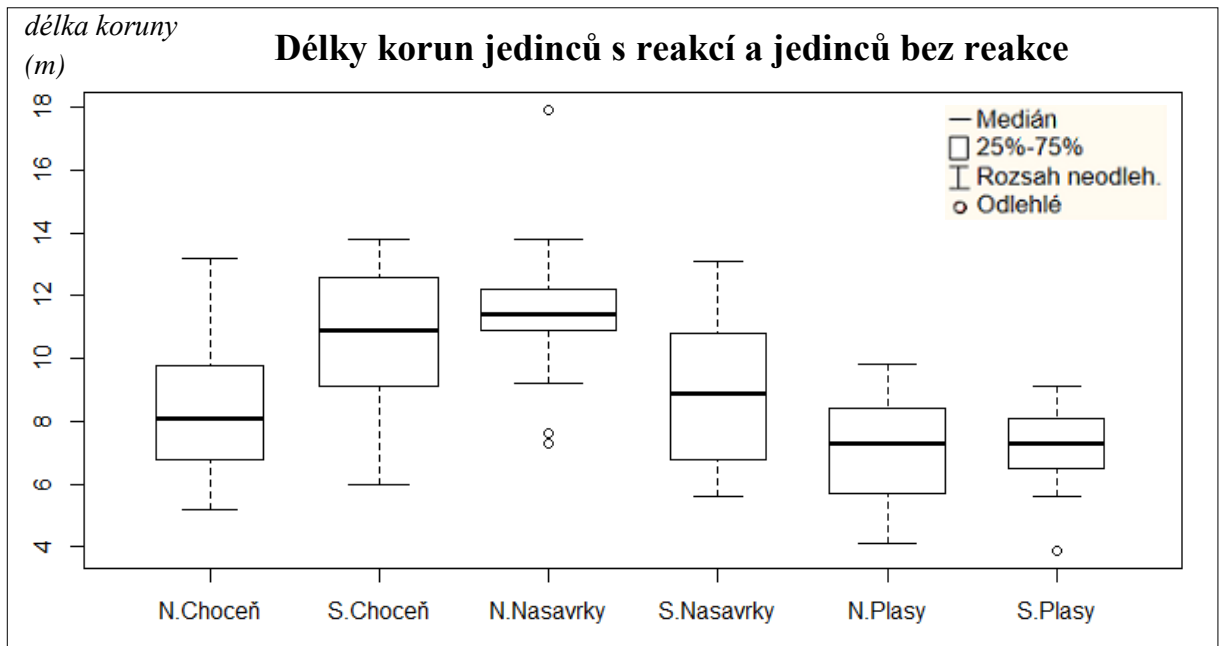 délka koruny
(m)
Délky korun jedinců s reakcí a jedinců bez reakce
18
16
14
12
10
8
6
4
Medián
25%-75%
Rozsah neodleh.
Odlehlé
N.Choceň
S.Choceň
N.Nasavrky
S.Nasavrky
N.Plasy
S.Plasy